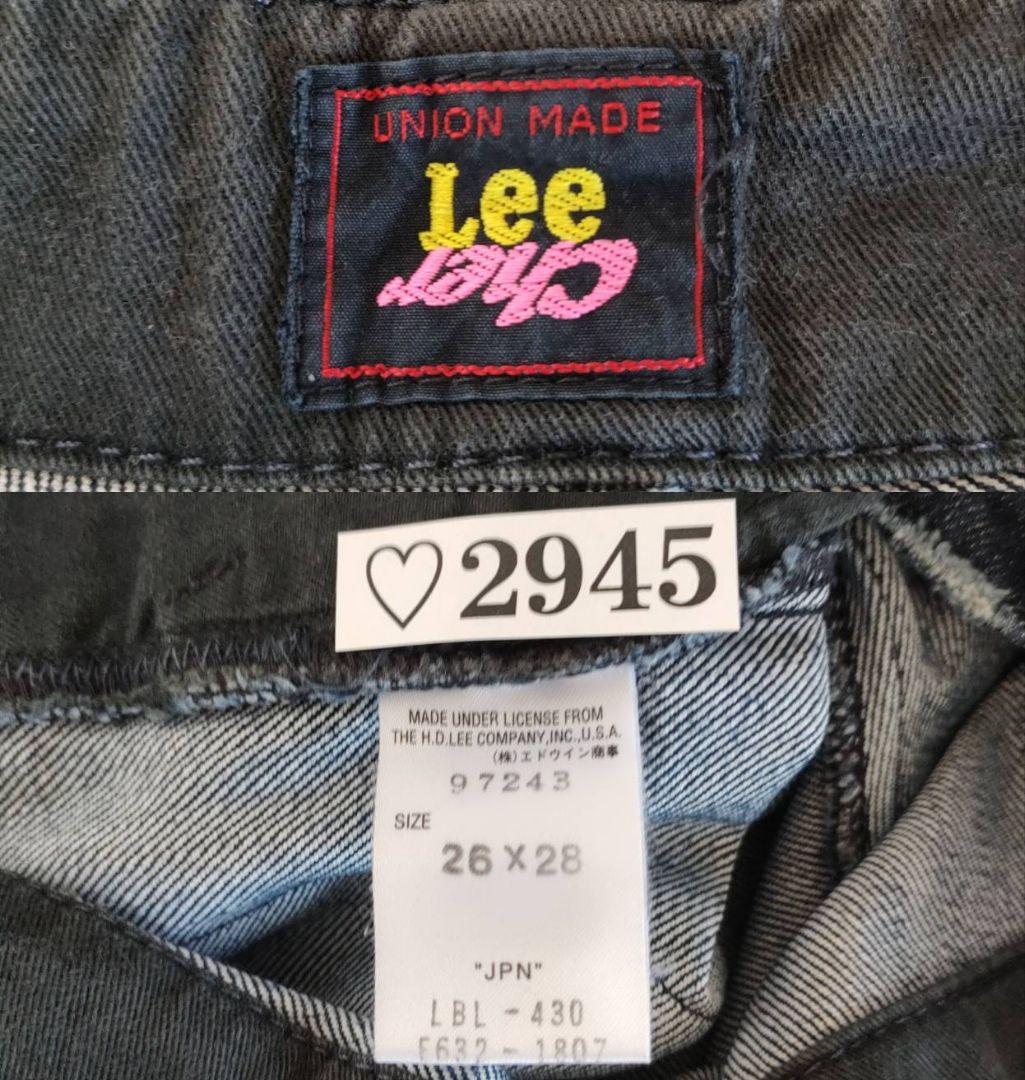 UNION MADE
Lee
Cher
♡2945
MADE UNDER LICENSE FROM
THE H.D.LEE COMPANY,INC.,U.S.A.
(株)エドウイン商事
97243
SIZE
26 X 28
"JPN"
LBL - 430
F632 - 1807